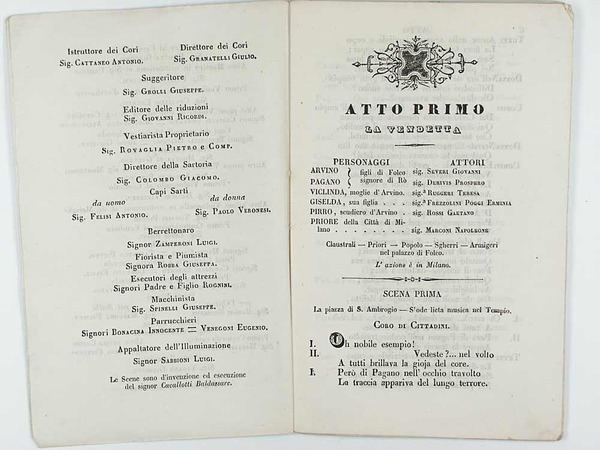 Istruttore dei Cori
Sig. CATTANEO ANTONIO.
Direttore dei Cori
Sig. GRANATELLI GIULIO.
Suggeritore
Sig. GROLLI GIUSEPPE.
Editore delle riduzioni
Sig. GIOVANNI RICORDI.
Vestiarista Proprietario
Sig. ROVAGLIA PIETRO e COMP.
Direttore della Sartoria
Sig. COLOMBO GIACOMO.
Capi Sarti
da uomo
Sig. FELISI ANTONIO.
da donna
Sig. PAOLO VERONESI.
Berrettonaro
Signor ZAMPERONI LUIGI.
Fiorista e Piumista
Signora ROBBA GIUSEPPA.
Esecutori degli attrezzi
Signori Padre e Figlio ROGNINI.
Macchinista
Sig. SPINELLI GIUSEPPE.
Parrucchieri
Signori BONACINA INNOCENTE = VENEGONI EUGENIO.
Appaltatore dell'Illuminazione
Signor SABBIONI LUIGI.
Le Scene sono d'invenzione ed esecuzione
del signor Cavallotti Baldassare.
ATTO PRIMO
LA VENDETTA
PERSONAGGI ATTORI
ARVINO } figli di Folco sig. SEVERI GIOVANNI
PAGANO } signore di Rò sig. DERIVIS PROSPERO
VICLINDA, moglie d'Arvino. sig.ª RUGGERI TERESA
GISELDA, sua figlia . . . sig.ª FREZZOLINI POGGI ERMINIA
PIRRO, scudiero d'Arvino . sig. ROSSI GAETANO
PRIORE della Città di Mi-
lano . . . . . . . . sig. MARCONI NAPOLEONE
Claustrali — Priori — Popolo — Sgherri — Armigeri
nel palazzo di Folco.
L'azione è in Milano.
SCENA PRIMA
La piazza di S. Ambrogio — S'ode lieta musica nel Tempio.
CORO DI CITTADINI.
I. Oh nobile esempio!
II. Vedeste?... nel volto
A tutti brillava la gioja del core.
I. Però di Pagano nell'occhio travolto
La traccia appariva del lungo terrore.